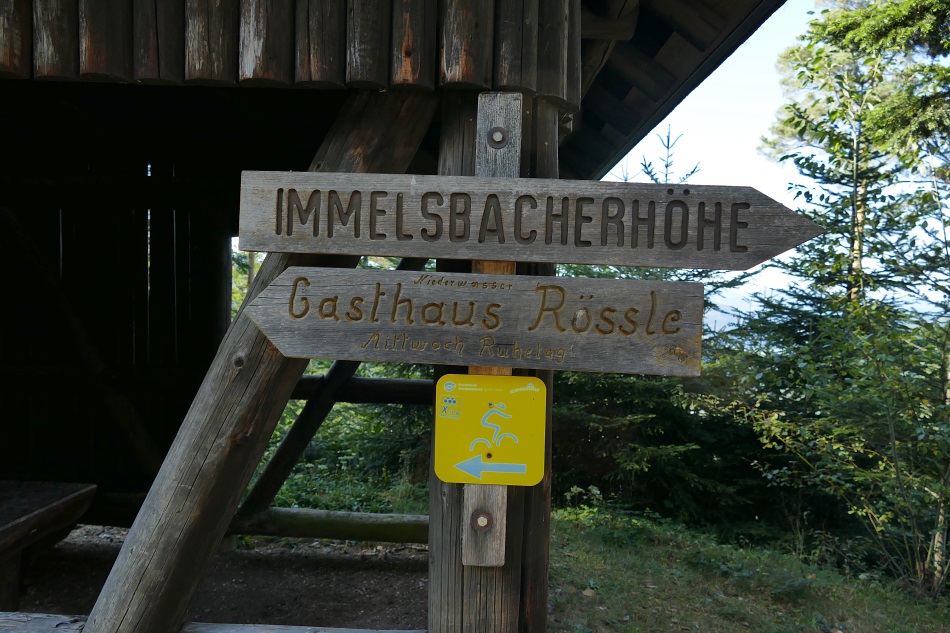 IMMELSBACHERHÖHE
Niederwasser
Gasthaus Rössle
Mittwoch Ruhetag!